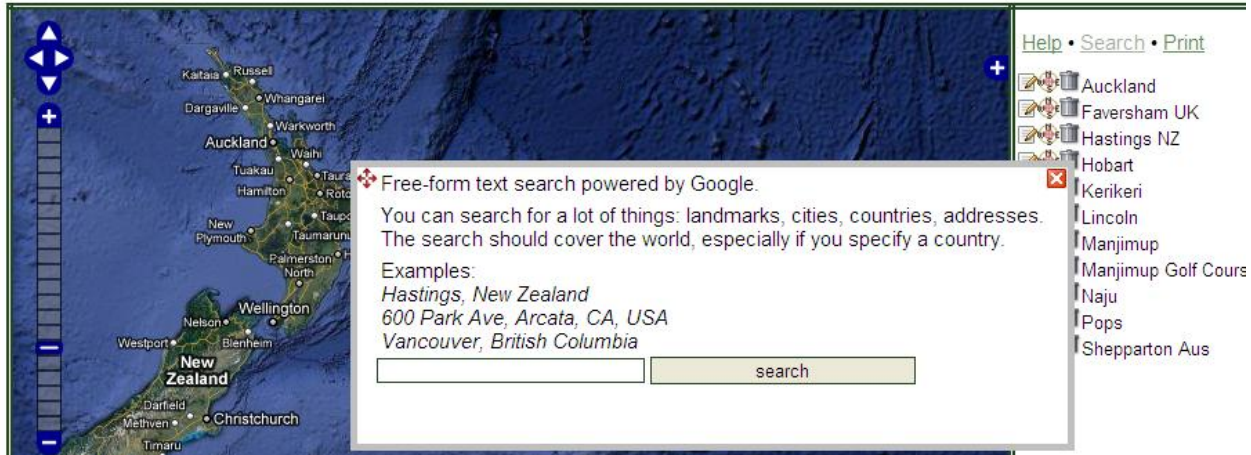 Kaitaia
Russell
Whangarei
Dargaville
Warkworth
Auckland
Waihi
Tuakau
Hamilton
New
Plymouth
Palmerston
North
Wellington
Nelson
Westport
Blenheim
New
Zealand
Darfield
Methven
Christchurch
Timaru
Free-form text search powered by Google.
You can search for a lot of things: landmarks, cities, countries, addresses.
The search should cover the world, especially if you specify a country.
Examples:
Hastings, New Zealand
600 Park Ave, Arcata, CA, USA
Vancouver, British Columbia
search
Help • Search • Print
Auckland
Faversham UK
Hastings NZ
Hobart
Kerikeri
Lincoln
Manjimup
Manjimup Golf Cours
Naju
Pops
Shepparton Aus